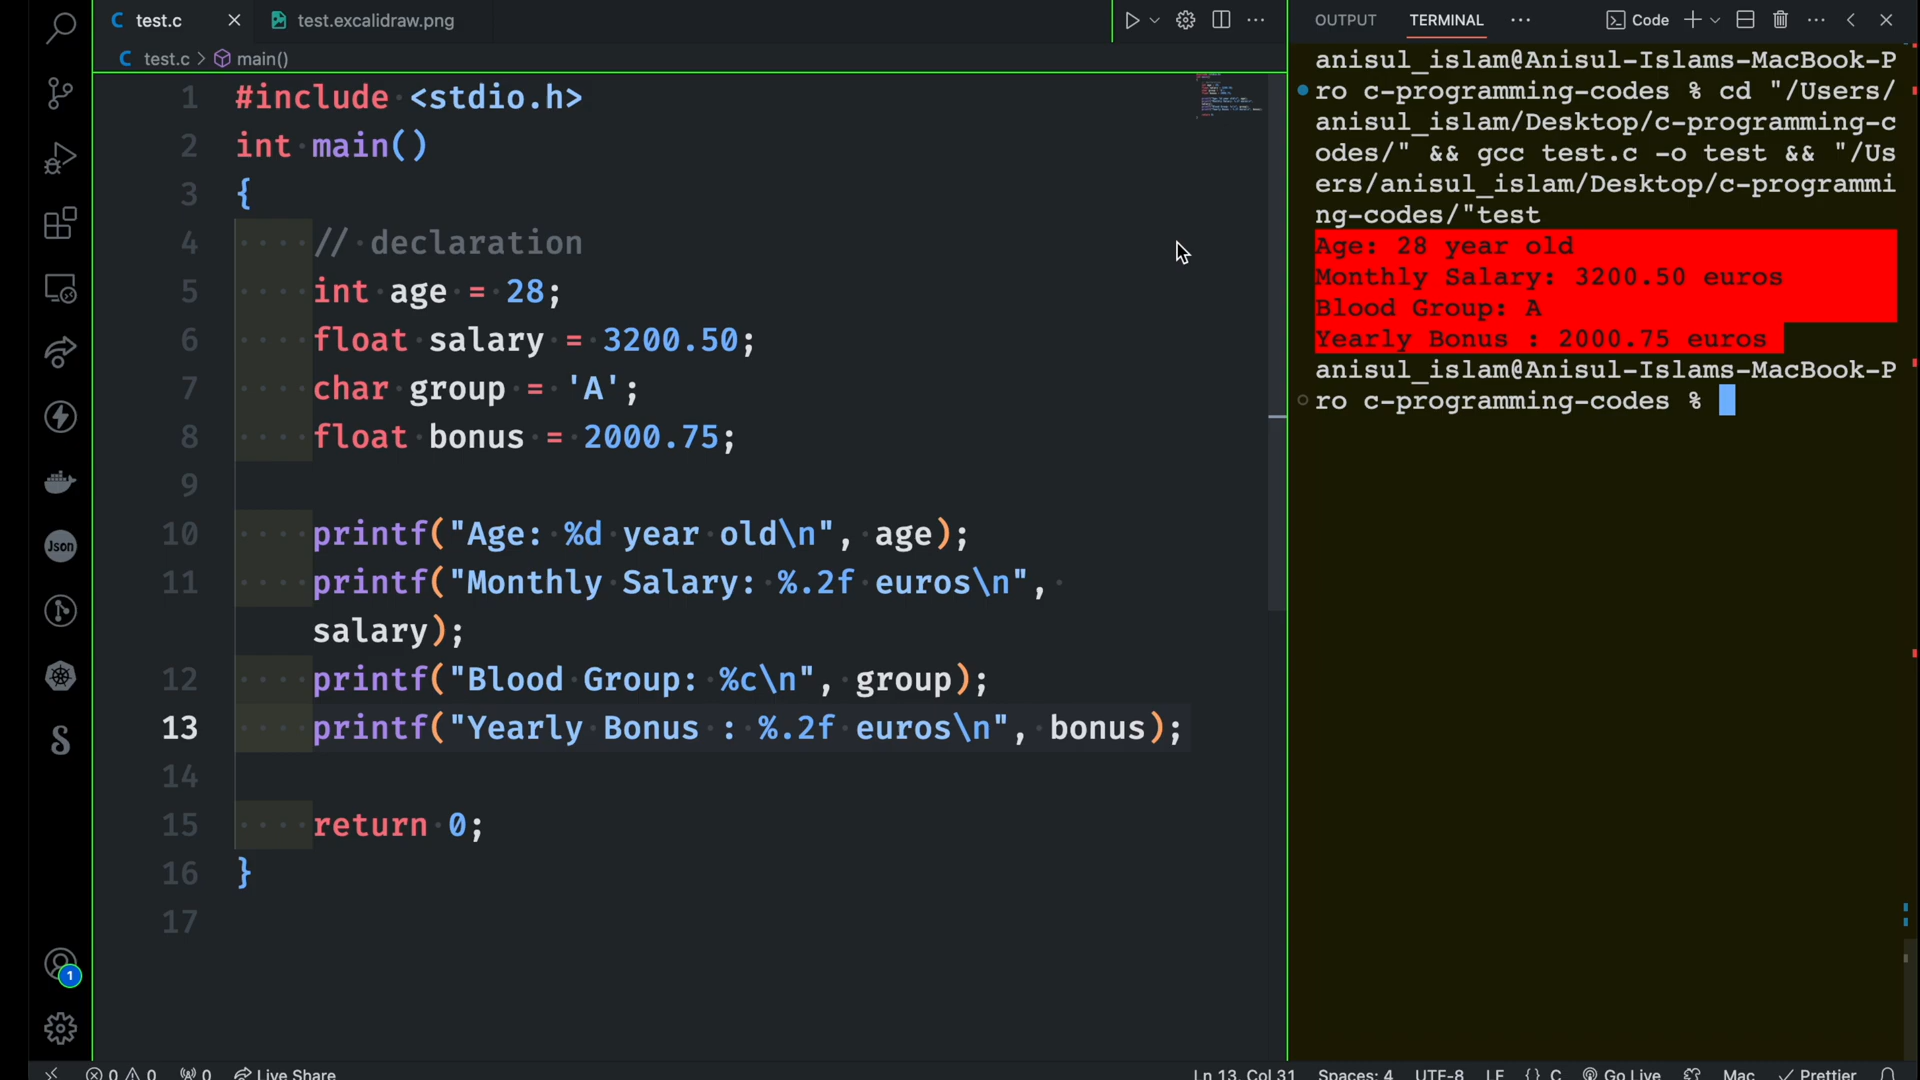 test.c
test.excalidraw.png
OUTPUT TERMINAL
Code
test.c > main()
1 #include <stdio.h>
2 int main()
3 {
4 // declaration
5 int age = 28;
6 float salary = 3200.50;
7 char group = 'A';
8 float bonus = 2000.75;
9
10 printf("Age: %d year old\n", age);
11 printf("Monthly Salary: %.2f euros\n",
salary);
12 printf("Blood Group: %c\n", group);
13 printf("Yearly Bonus : %.2f euros\n", bonus);
14
15 return 0;
16 }
17
anisul_islam@Anisul-Islams-MacBook-P
ro c-programming-codes % cd "/Users/
anisul_islam/Desktop/c-programming-c
odes/" && gcc test.c -o test && "/Us
ers/anisul_islam/Desktop/c-programmi
ng-codes/"test
Age: 28 year old
Monthly Salary: 3200.50 euros
Blood Group: A
Yearly Bonus : 2000.75 euros
anisul_islam@Anisul-Islams-MacBook-P
ro c-programming-codes %
Json
1
0 0 0 Live Share
Ln 13, Col 31 Spaces: 4 UTF-8 LF {} C Go Live Mac Prettier